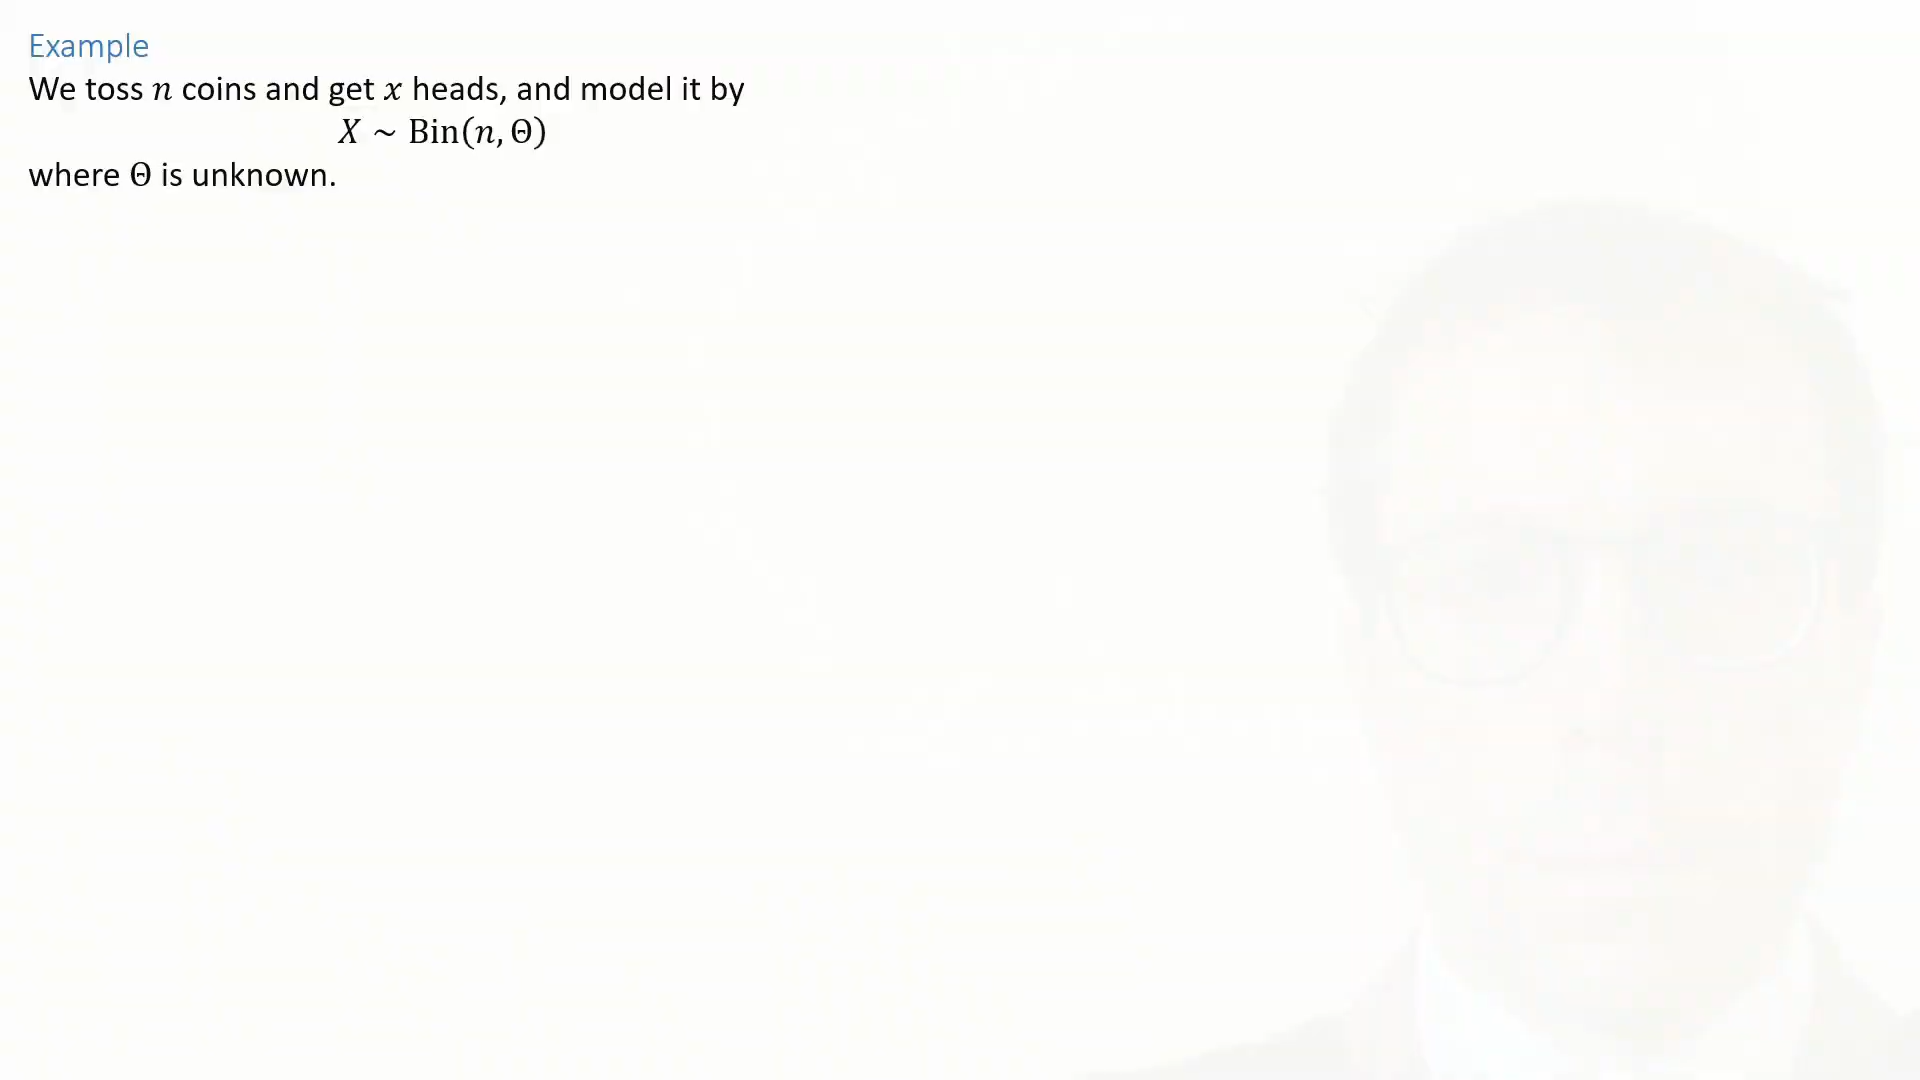 Example
We toss n coins and get x heads, and model it by
X ~ Bin(n, Θ)
where Θ is unknown.